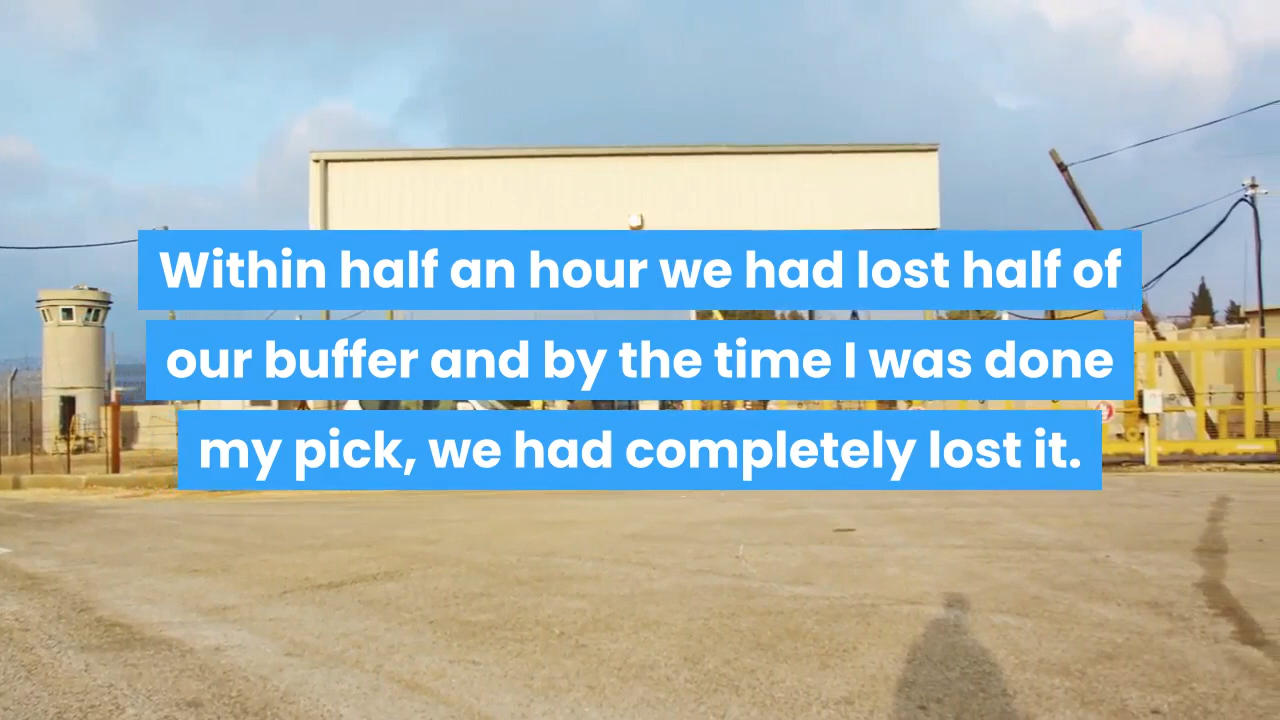 Within half an hour we had lost half of
our buffer and by the time I was done
my pick, we had completely lost it.